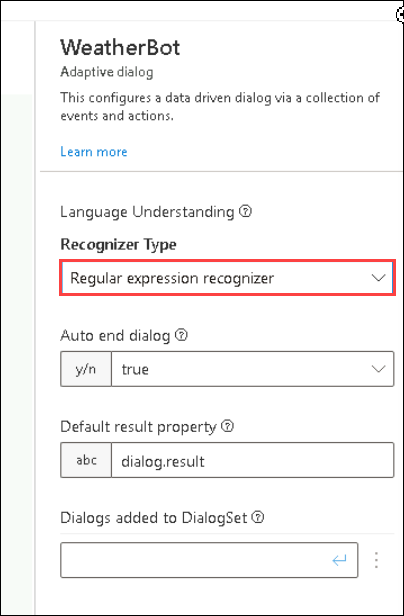 WeatherBot
Adaptive dialog
This configures a data driven dialog via a collection of
events and actions.
Learn more
Language Understanding
Recognizer Type
Regular expression recognizer
Auto end dialog
y/n true
Default result property
abc dialog.result
Dialogs added to DialogSet